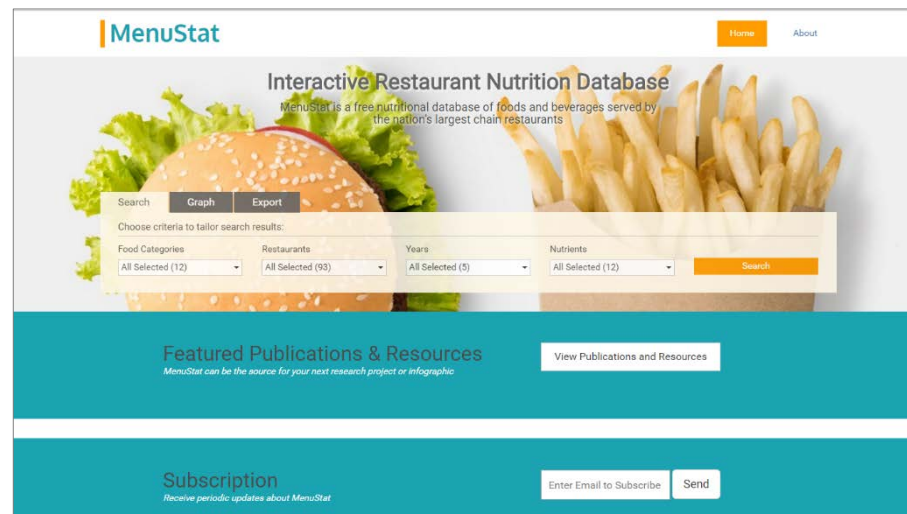 MenuStat
Home
About
Interactive Restaurant Nutrition Database
MenuStat is a free nutritional database of foods and beverages served by
the nation's largest chain restaurants
Search
Graph
Export
Choose criteria to tailor search results:
Food Categories
Restaurants
Years
Nutrients
All Selected (12)
All Selected (93)
All Selected (5)
All Selected (12)
Search
Featured Publications & Resources
MenuStat can be the source for your next research project or infographic
View Publications and Resources
Subscription
Receive periodic updates about MenuStat
Enter Email to Subscribe
Send